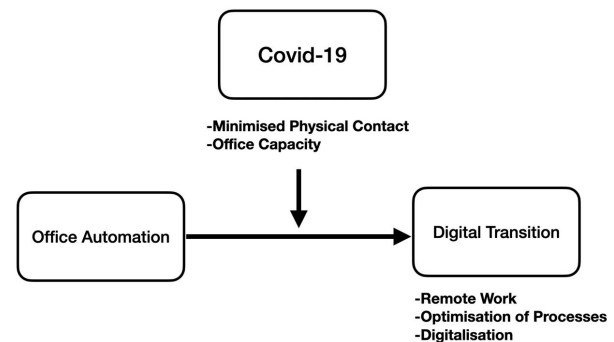 Covid-19
-Minimised Physical Contact
-Office Capacity
Office Automation
Digital Transition
-Remote Work
-Optimisation of Processes
-Digitalisation